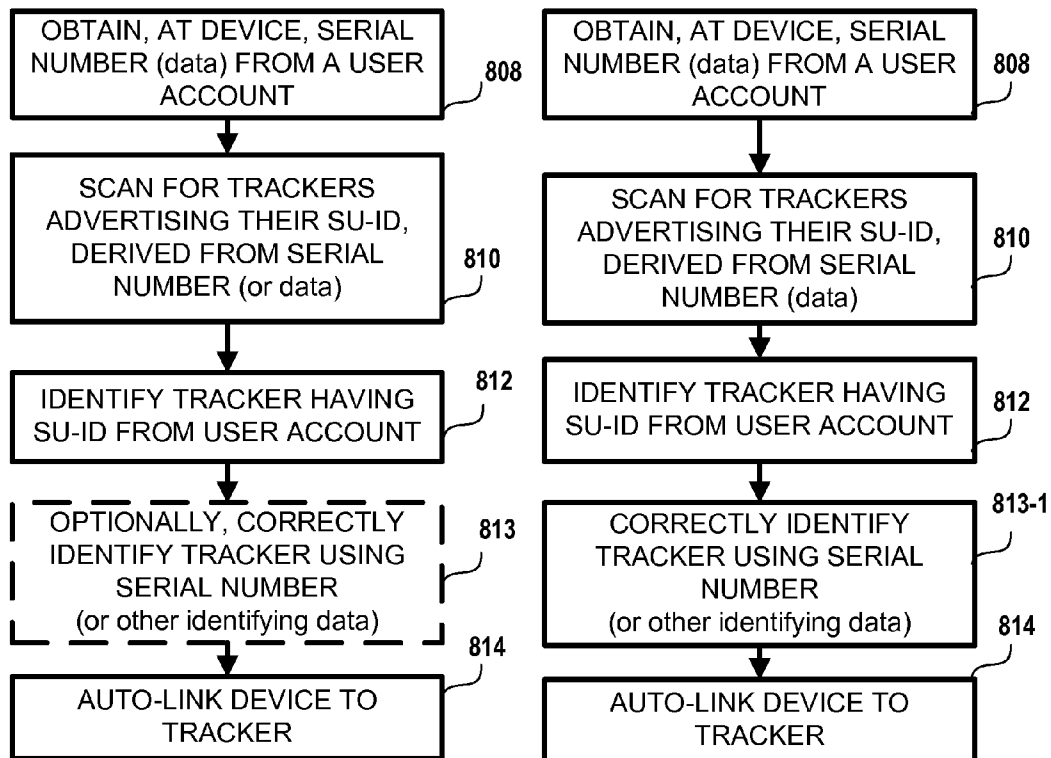 OBTAIN, AT DEVICE, SERIAL
NUMBER (data) FROM A USER
ACCOUNT
808
SCAN FOR TRACKERS
ADVERTISING THEIR SU-ID,
DERIVED FROM SERIAL
NUMBER (or data)
810
IDENTIFY TRACKER HAVING
SU-ID FROM USER ACCOUNT
812
OPTIONALLY, CORRECTLY
IDENTIFY TRACKER USING
SERIAL NUMBER
(or other identifying data)
813
AUTO-LINK DEVICE TO
TRACKER
814
OBTAIN, AT DEVICE, SERIAL
NUMBER (data) FROM A USER
ACCOUNT
808
SCAN FOR TRACKERS
ADVERTISING THEIR SU-ID,
DERIVED FROM SERIAL
NUMBER (data)
810
IDENTIFY TRACKER HAVING
SU-ID FROM USER ACCOUNT
812
CORRECTLY IDENTIFY
TRACKER USING SERIAL
NUMBER
(or other identifying data)
813-1
AUTO-LINK DEVICE TO
TRACKER
814